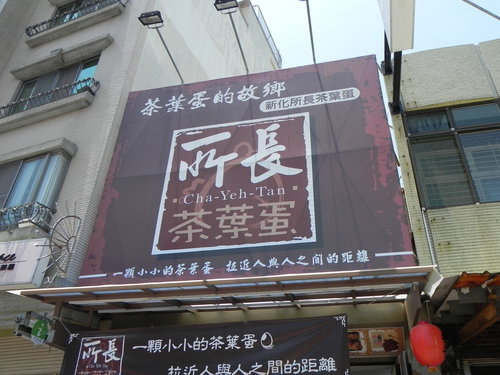 茶葉蛋的故鄉
新化所長茶葉蛋
所長
Cha-Yeh-Tan
茶葉蛋
一顆小小的茶葉蛋 拉近人與人之間的距離
所長
茶葉蛋
一顆小小的茶葉蛋
拉近人與人之間的距離